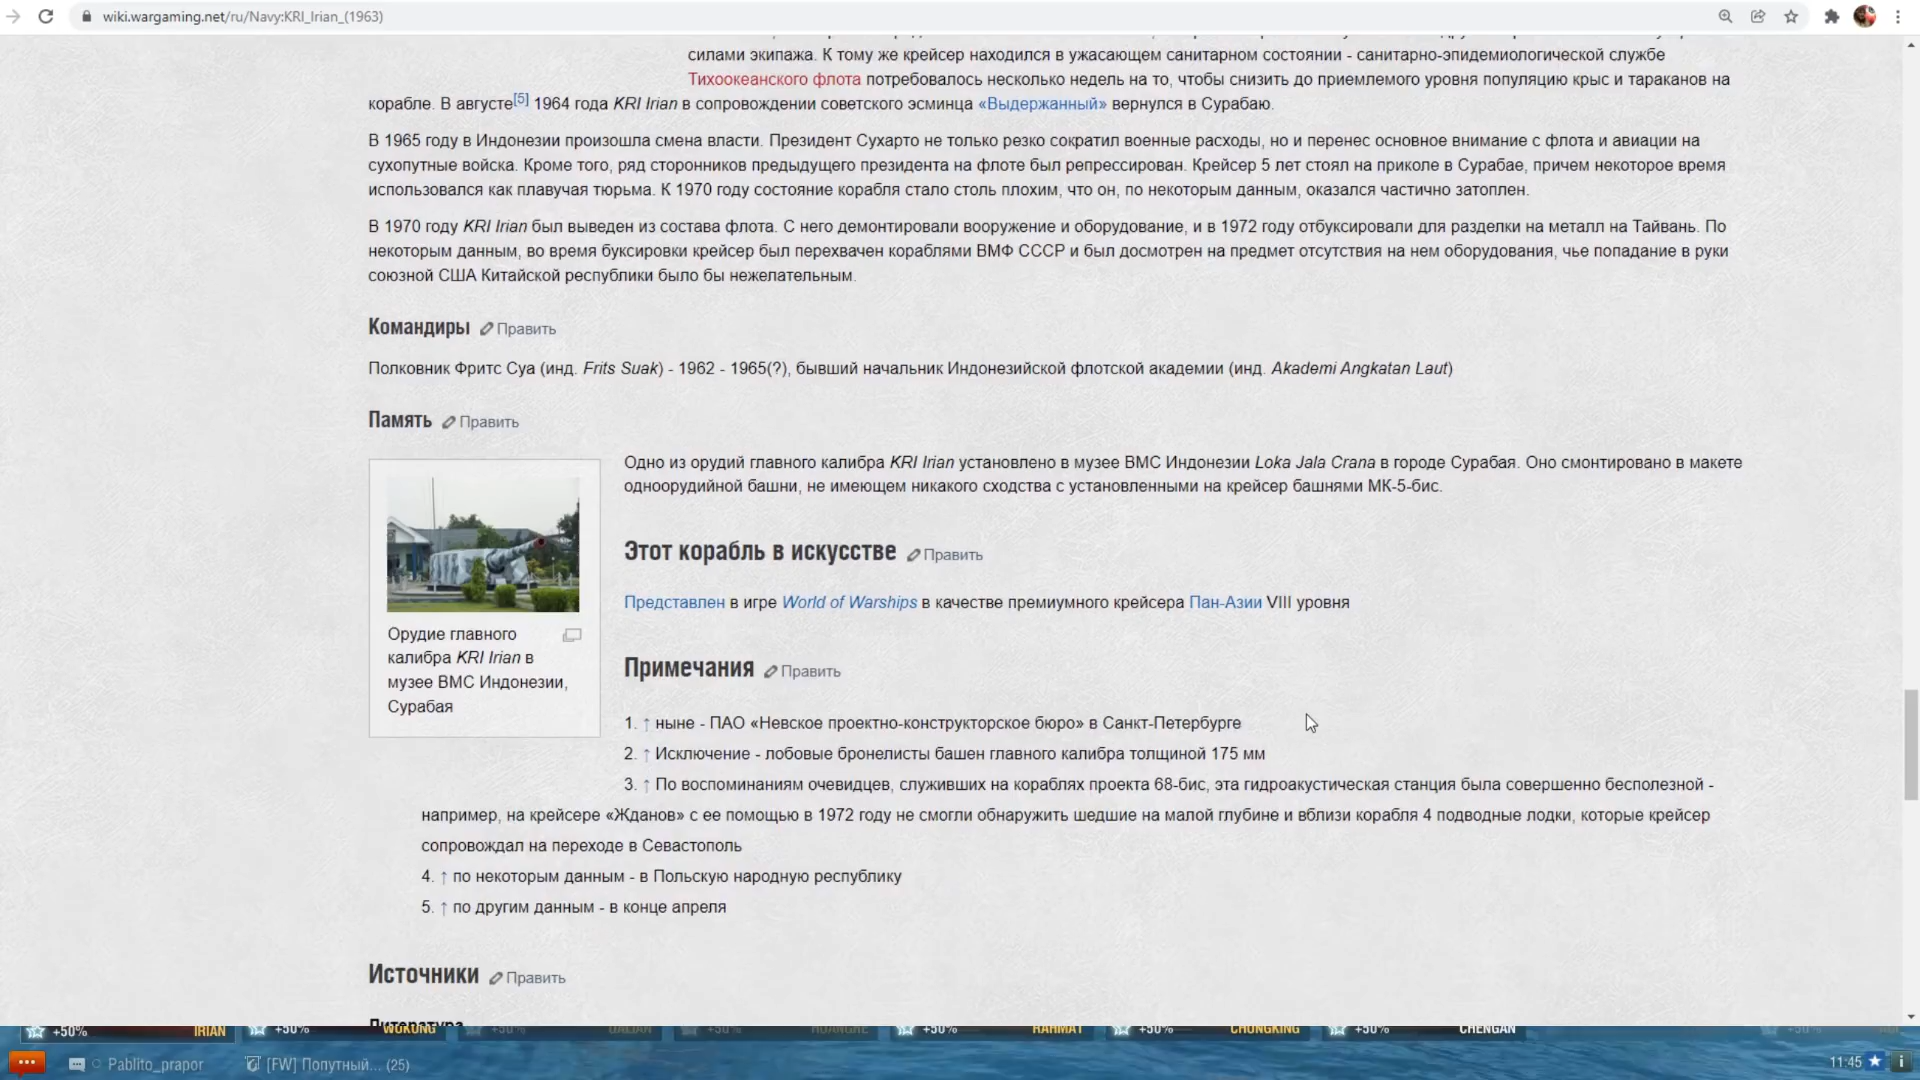 wiki.wargaming.net/ru/Navy:KRI_Irian_(1963)
силами экипажа. К тому же крейсер находился в ужасающем санитарном состоянии - санитарно-эпидемиологической службе
Тихоокеанского флота потребовалось несколько недель на то, чтобы снизить до приемлемого уровня популяцию крыс и тараканов на
корабле. В августе[5] 1964 года KRI Irian в сопровождении советского эсминца «Выдержанный» вернулся в Сурабаю.
В 1965 году в Индонезии произошла смена власти. Президент Сухарто не только резко сократил военные расходы, но и перенес основное внимание с флота и авиации на
сухопутные войска. Кроме того, ряд сторонников предыдущего президента на флоте был репрессирован. Крейсер 5 лет стоял на приколе в Сурабае, причем некоторое время
использовался как плавучая тюрьма. К 1970 году состояние корабля стало столь плохим, что он, по некоторым данным, оказался частично затоплен.
В 1970 году KRI Irian был выведен из состава флота. С него демонтировали вооружение и оборудование, и в 1972 году отбуксировали для разделки на металл на Тайвань. По
некоторым данным, во время буксировки крейсер был перехвачен кораблями ВМФ СССР и был досмотрен на предмет отсутствия на нем оборудования, чье попадание в руки
союзной США Китайской республики было бы нежелательным.
Командиры Править
Полковник Фритс Суа (инд. Frits Suak) - 1962 - 1965(?), бывший начальник Индонезийской флотской академии (инд. Akademi Angkatan Laut)
Память Править
Одно из орудий главного калибра KRI Irian установлено в музее ВМС Индонезии Loka Jala Crana в городе Сурабая. Оно смонтировано в макете
одноорудийной башни, не имеющем никакого сходства с установленными на крейсер башнями МК-5-бис.
Орудие главного
калибра KRI Irian в
музее ВМС Индонезии,
Сурабая
Этот корабль в искусстве Править
Представлен в игре World of Warships в качестве премиумного крейсера Пан-Азии VIII уровня
Примечания Править
1. ↑ ныне - ПАО «Невское проектно-конструкторское бюро» в Санкт-Петербурге
2. ↑ Исключение - лобовые бронелисты башен главного калибра толщиной 175 мм
3. ↑ По воспоминаниям очевидцев, служивших на кораблях проекта 68-бис, эта гидроакустическая станция была совершенно бесполезной -
например, на крейсере «Жданов» с ее помощью в 1972 году не смогли обнаружить шедшие на малой глубине и вблизи корабля 4 подводные лодки, которые крейсер
сопровождал на переходе в Севастополь
4. ↑ по некоторым данным - в Польскую народную республику
5. ↑ по другим данным - в конце апреля
Источники Править
Литература
+50% IRIAN +50% WUKONG +50% DALIAN +50% HUANGHE +50% RAHMAT +50% CHUNGKING +50% CHENGAN +50%
Pablito_prapor [FW] Попутный... (25) 11:45